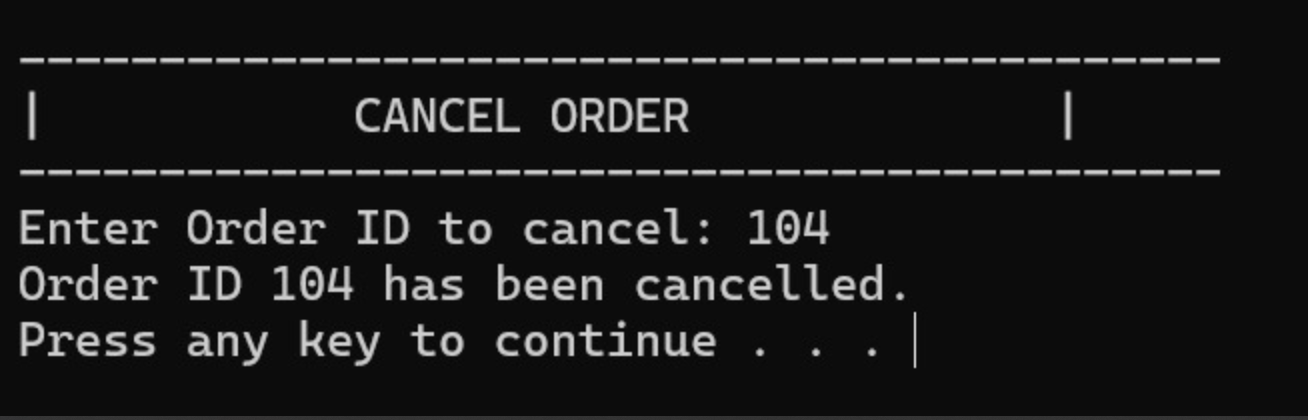 -------------------------------------------
|           CANCEL ORDER             |
-------------------------------------------
Enter Order ID to cancel: 104
Order ID 104 has been cancelled.
Press any key to continue . . .